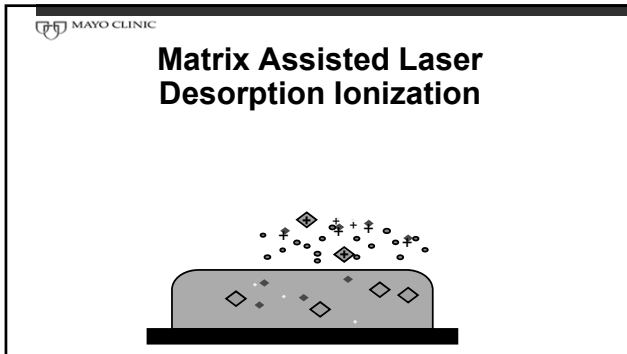 MAYO CLINIC
Matrix Assisted Laser
Desorption Ionization